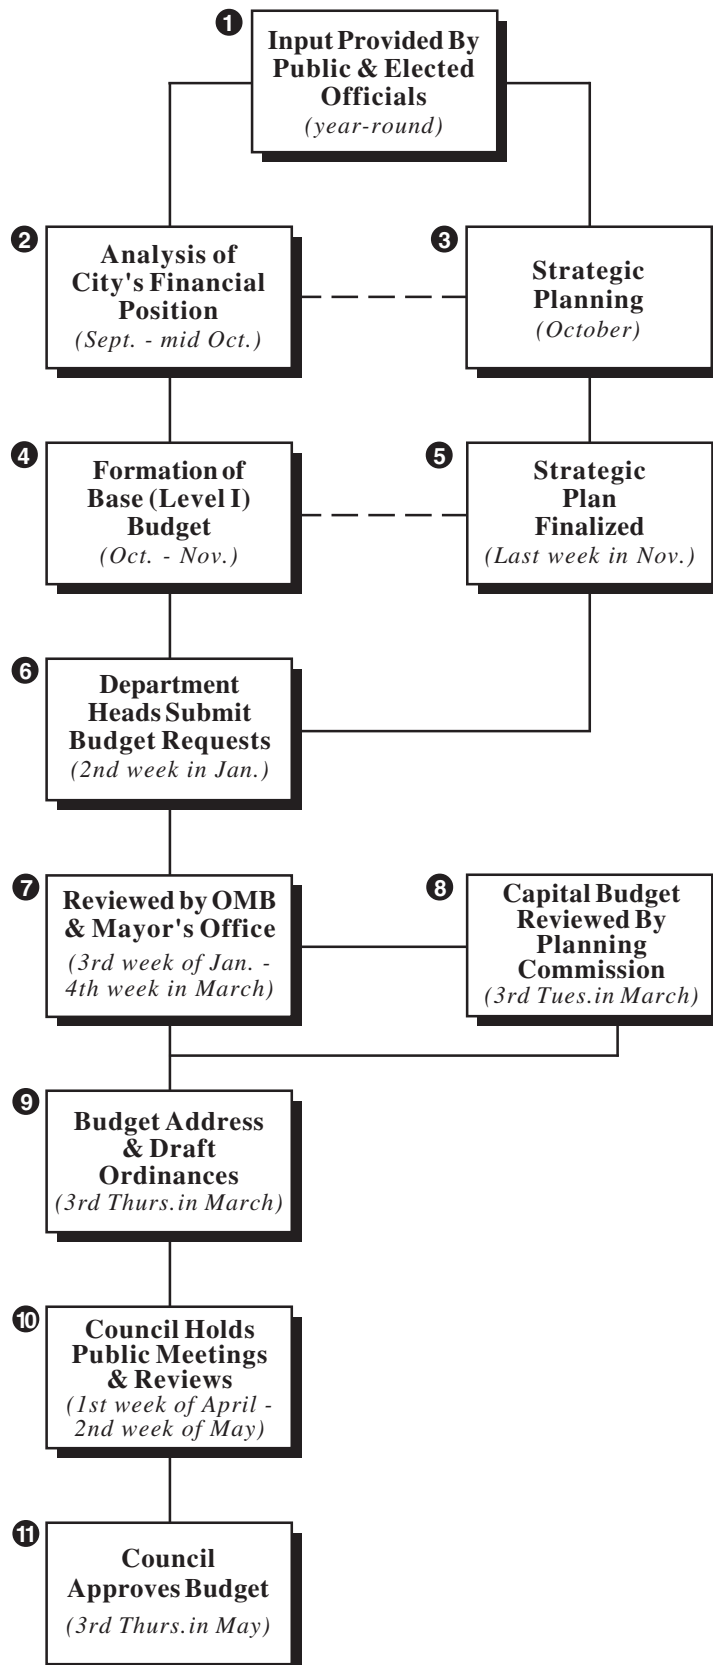 1
Input Provided By
Public & Elected
Officials
(year-round)
2
Analysis of
City's Financial
Position
(Sept. - mid Oct.)
3
Strategic
Planning
(October)
4
Formation of
Base (Level I)
Budget
(Oct. - Nov.)
5
Strategic
Plan
Finalized
(Last week in Nov.)
6
Department
Heads Submit
Budget Requests
(2nd week in Jan.)
7
Reviewed by OMB
& Mayor's Office
(3rd week of Jan. -
4th week in March)
8
Capital Budget
Reviewed By
Planning
Commission
(3rd Tues.in March)
9
Budget Address
& Draft
Ordinances
(3rd Thurs.in March)
10
Council Holds
Public Meetings
& Reviews
(1st week of April -
2nd week of May)
11
Council
Approves Budget
(3rd Thurs.in May)